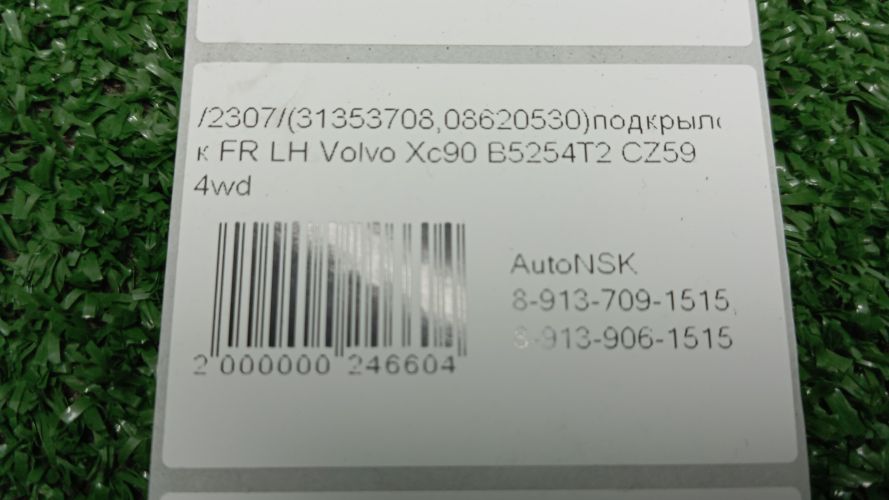 /2307/(31353708,08620530)подкрыло
к FR LH Volvo Xc90 B5254T2 CZ59
4wd
AutoNSK
8-913-709-1515
8-913-906-1515
2 000000 246604